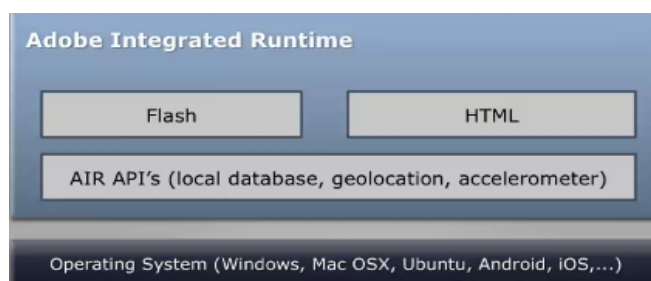 Adobe Integrated Runtime
Flash
HTML
AIR API's (local database, geolocation, accelerometer)
Operating System (Windows, Mac OSX, Ubuntu, Android, iOS,...)